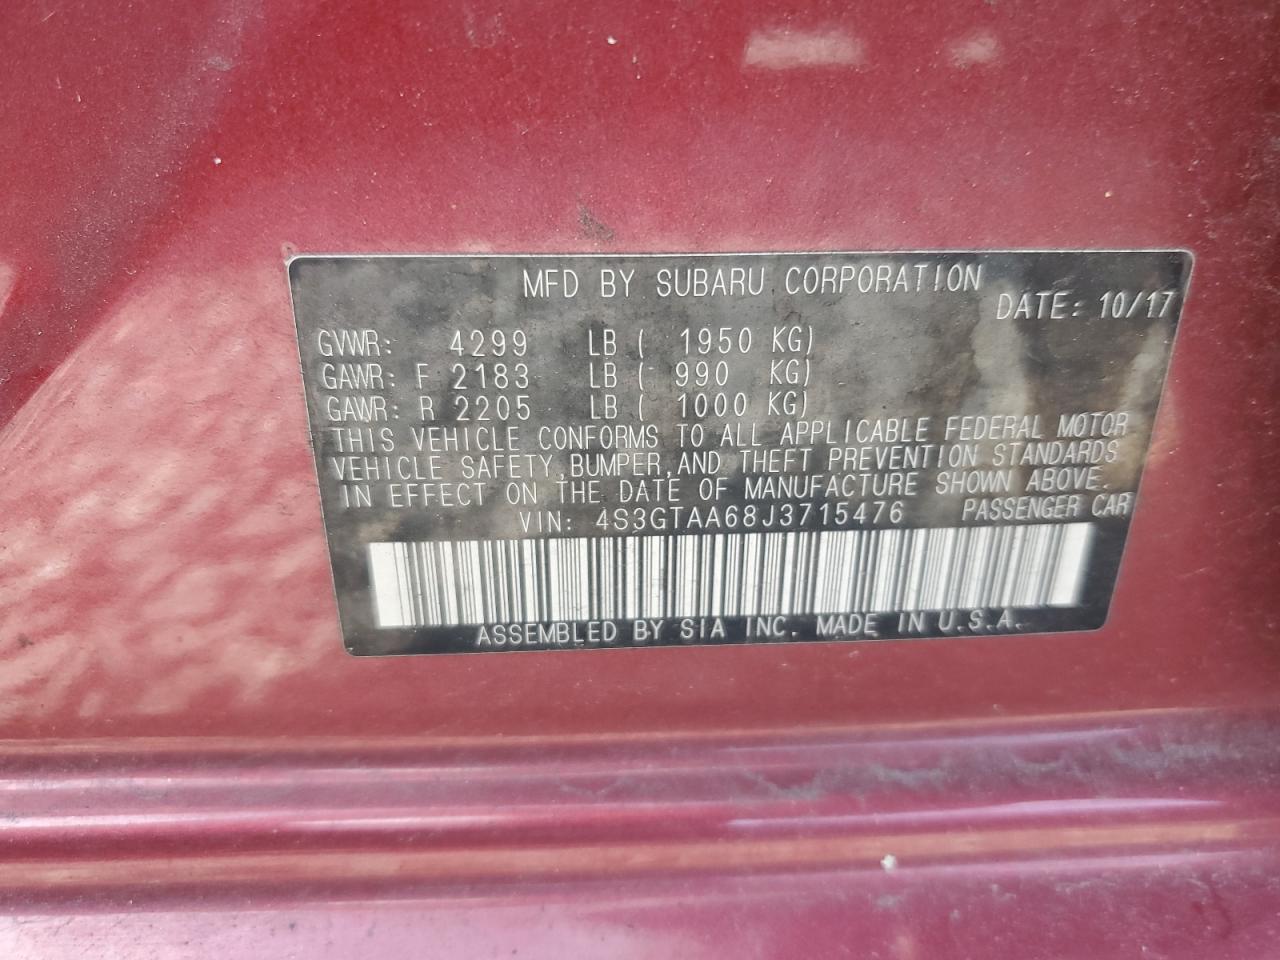 MFD BY SUBARU CORPORATION
DATE: 10/17
GVWR: 4299 LB ( 1950 KG)
GAWR: F 2183 LB ( 990 KG)
GAWR: R 2205 LB ( 1000 KG)
THIS VEHICLE CONFORMS TO ALL APPLICABLE FEDERAL MOTOR
VEHICLE SAFETY, BUMPER, AND THEFT PREVENTION STANDARDS
IN EFFECT ON THE DATE OF MANUFACTURE SHOWN ABOVE.
VIN: 4S3GTAA68J3715476 PASSENGER CAR
ASSEMBLED BY SIA INC. MADE IN U.S.A.